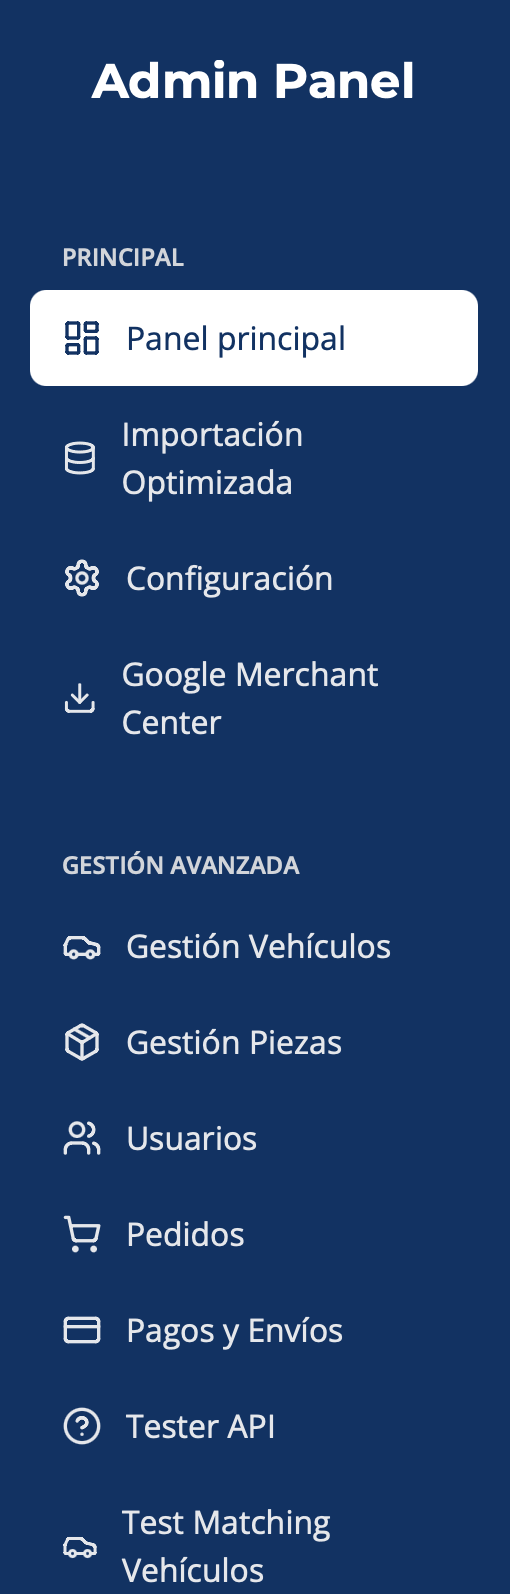 Admin Panel
PRINCIPAL
Panel principal
Importación
Optimizada
Configuración
Google Merchant
Center
GESTIÓN AVANZADA
Gestión Vehículos
Gestión Piezas
Usuarios
Pedidos
Pagos y Envíos
Tester API
Test Matching
Vehículos